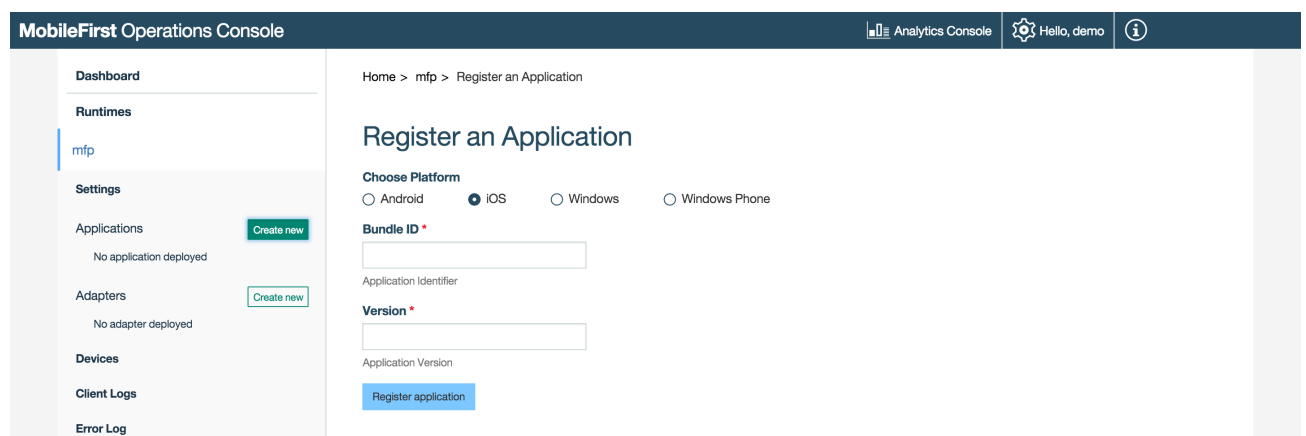 MobileFirst Operations Console
Analytics Console
Hello, demo
Dashboard
Runtimes
mfp
Settings
Applications
Create new
No application deployed
Adapters
Create new
No adapter deployed
Devices
Client Logs
Error Log
Home > mfp > Register an Application
Register an Application
Choose Platform
Android iOS Windows Windows Phone
Bundle ID *
Application Identifier
Version *
Application Version
Register application